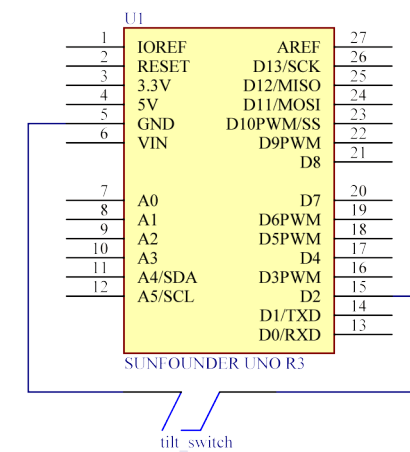 U1
1 IOREF AREF 27
2 RESET D13/SCK 26
3 3.3V D12/MISO 25
4 5V D11/MOSI 24
5 GND D10PWM/SS 23
6 VIN D9PWM 22
D8 21
7 A0 D7 20
8 A1 D6PWM 19
9 A2 D5PWM 18
10 A3 D4 17
11 A4/SDA D3PWM 16
12 A5/SCL D2 15
D1/TXD 14
D0/RXD 13
SUNFOUNDER UNO R3
tilt_switch